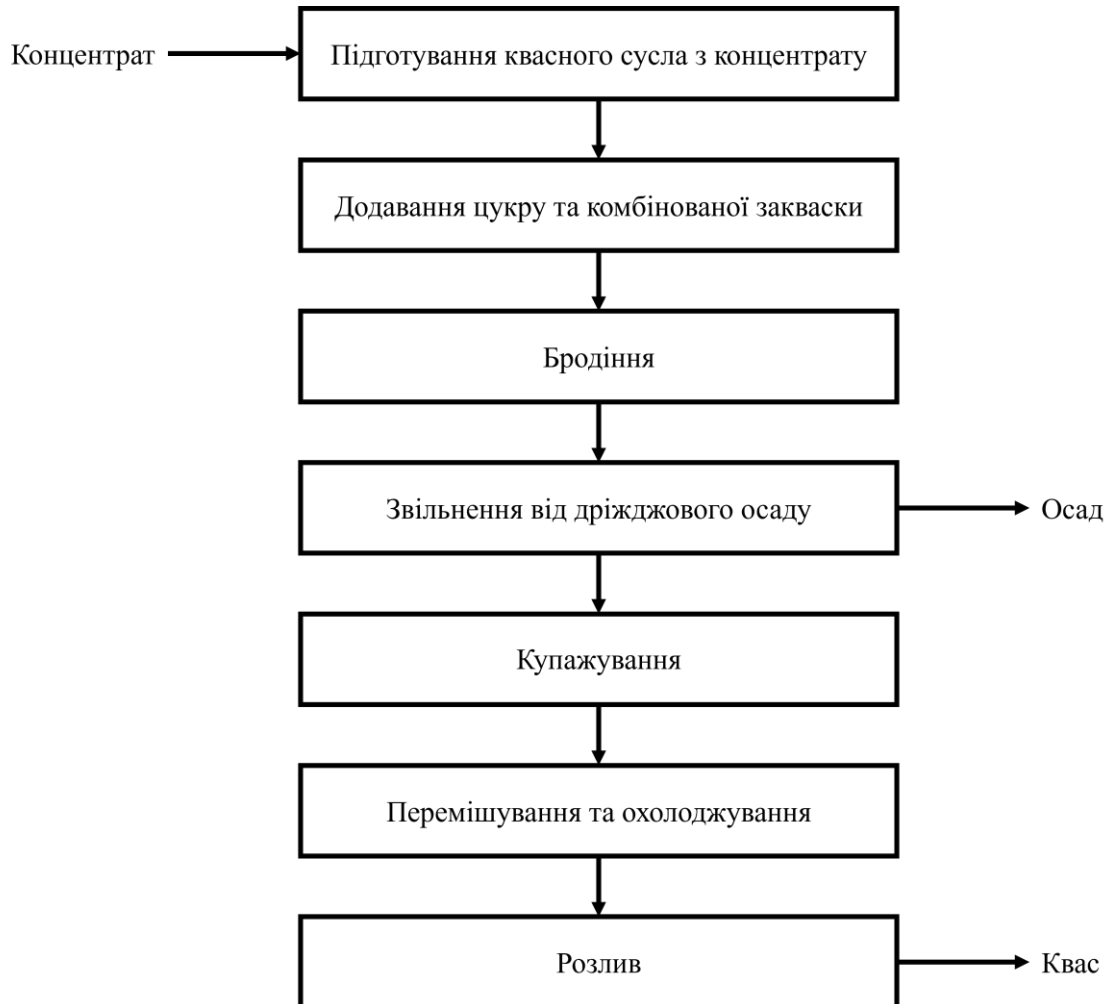 Концентрат
Підготування квасного сусла з концентрату
Додавання цукру та комбінованої закваски
Бродіння
Звільнення від дріжджового осаду
Осад
Купажування
Перемішування та охолоджування
Розлив
Квас